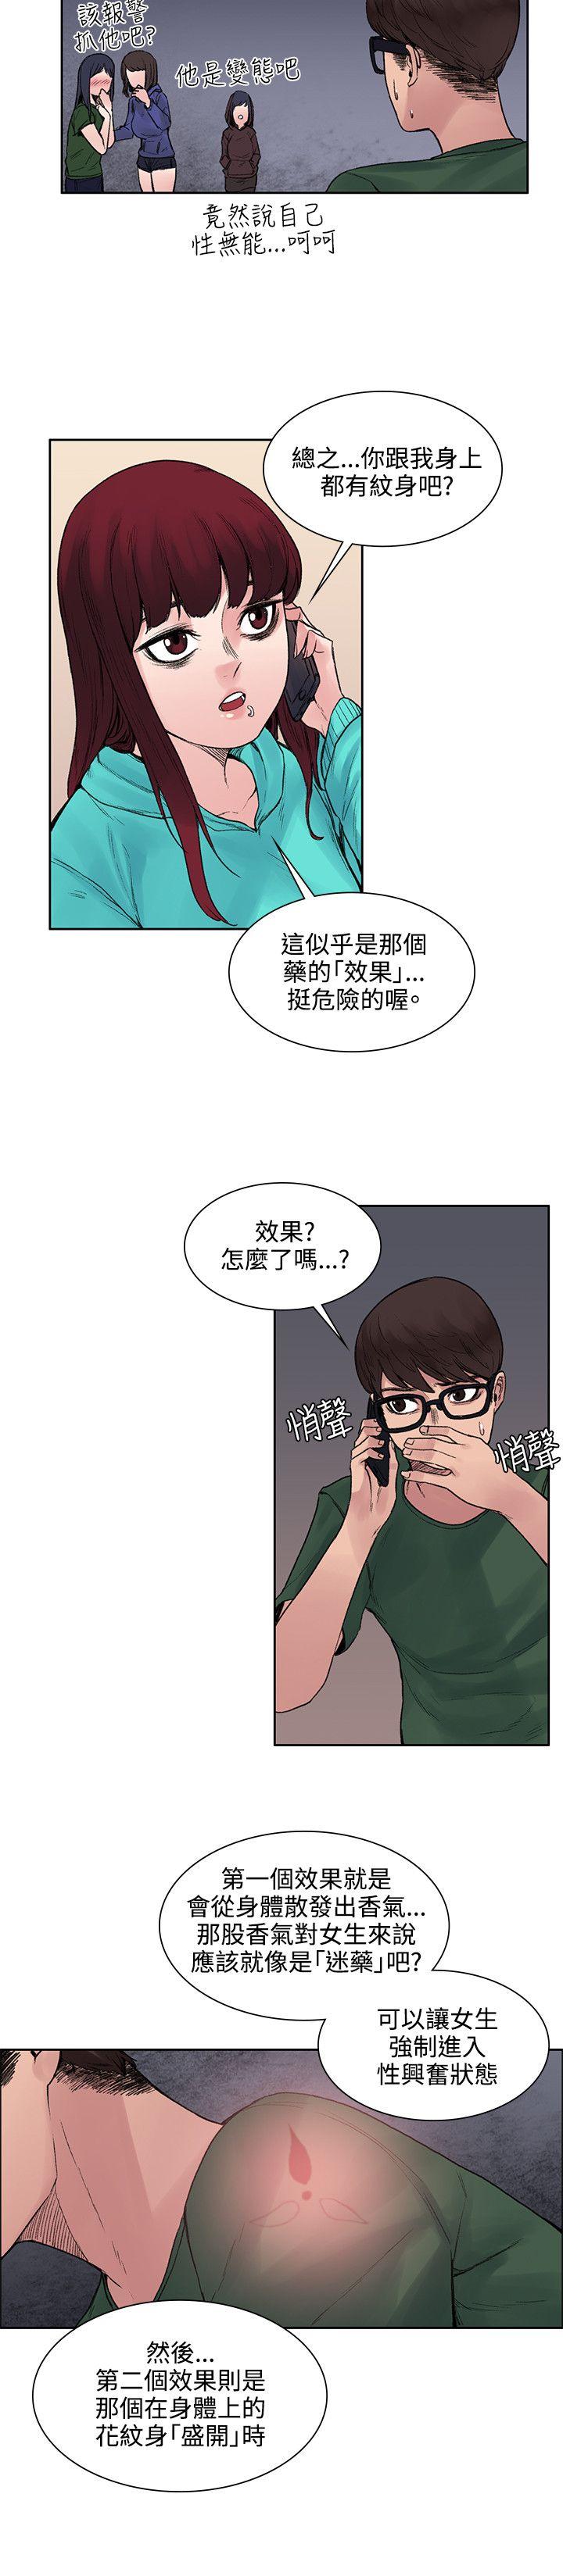 該報警
抓他吧?
他是變態吧
竟然說自己
性無能...呵呵
總之...你跟我身上
都有紋身吧?
這似乎是那個
藥的「效果」...
挺危險的喔。
效果?
怎麼了嗎...?
悄聲
悄聲
第一個效果就是
會從身體散發出香氣...
那股香氣對女生來說
應該就像是「迷藥」吧?
可以讓女生
強制進入
性興奮狀態
然後...
第二個效果則是
那個在身體上的
花紋身「盛開」時